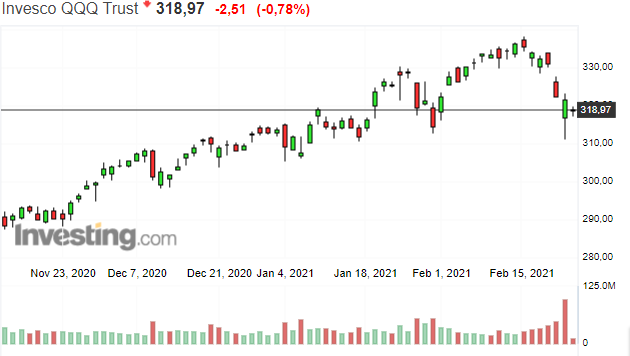 Invesco QQQ Trust 318,97 -2,51 (-0,78%)
330,00
318,97
310,00
300,00
290,00
Investing.com
280,00
Nov 23, 2020 Dec 7, 2020 Dec 21, 2020 Jan 4, 2021 Jan 18, 2021 Feb 1, 2021 Feb 15, 2021
125.0M
0